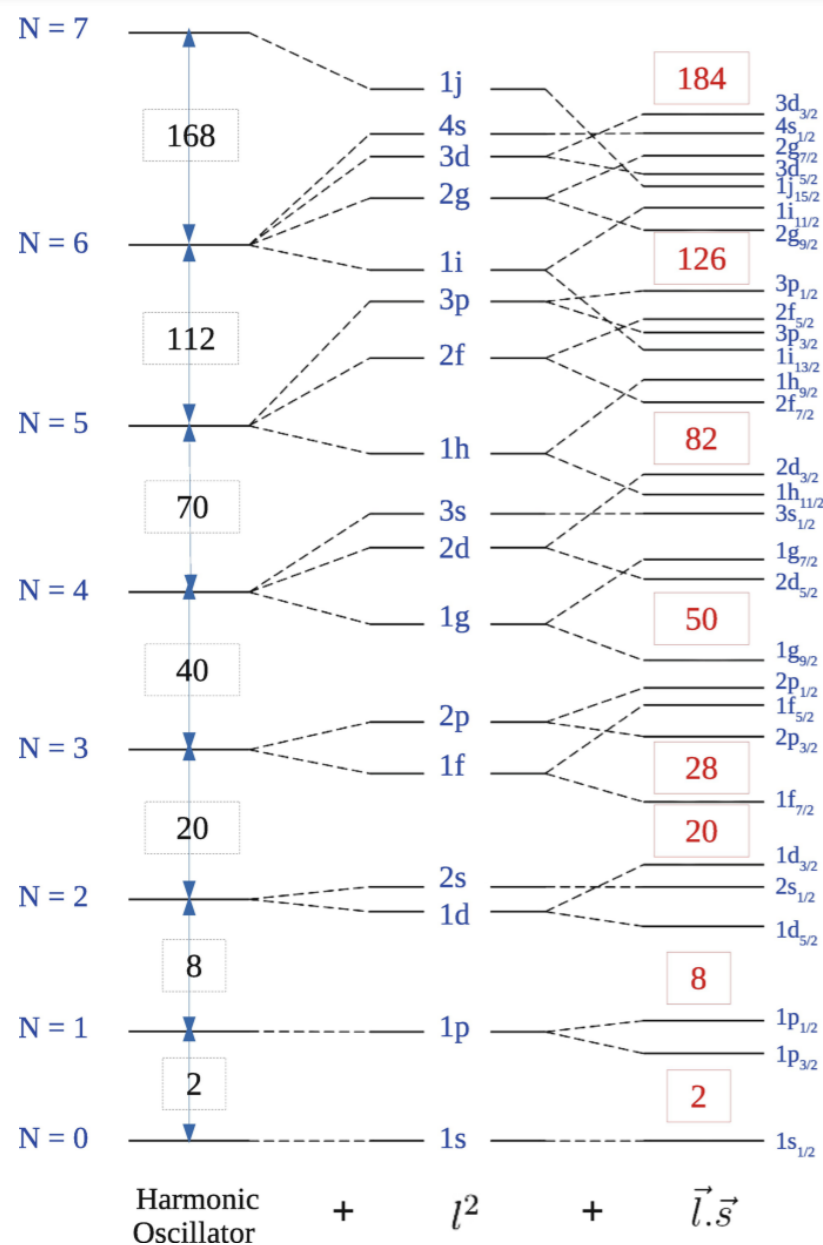 N = 7
168
N = 6
112
N = 5
70
N = 4
40
N = 3
20
N = 2
8
N = 1
2
N = 0
1j
4s
3d
2g
1i
3p
2f
1h
3s
2d
1g
2p
1f
2s
1d
1p
1s
184
126
82
50
28
20
8
2
3d3/2
4s1/2
2g7/2
3d5/2
1j15/2
1i11/2
2g9/2
3p1/2
2f5/2
3p3/2
1i13/2
1h9/2
2f7/2
2d3/2
1h11/2
3s1/2
1g7/2
2d5/2
1g9/2
2p1/2
1f5/2
2p3/2
1f7/2
1d3/2
2s1/2
1d5/2
1p1/2
1p3/2
1s1/2
Harmonic
Oscillator + l² + l⃗.s⃗